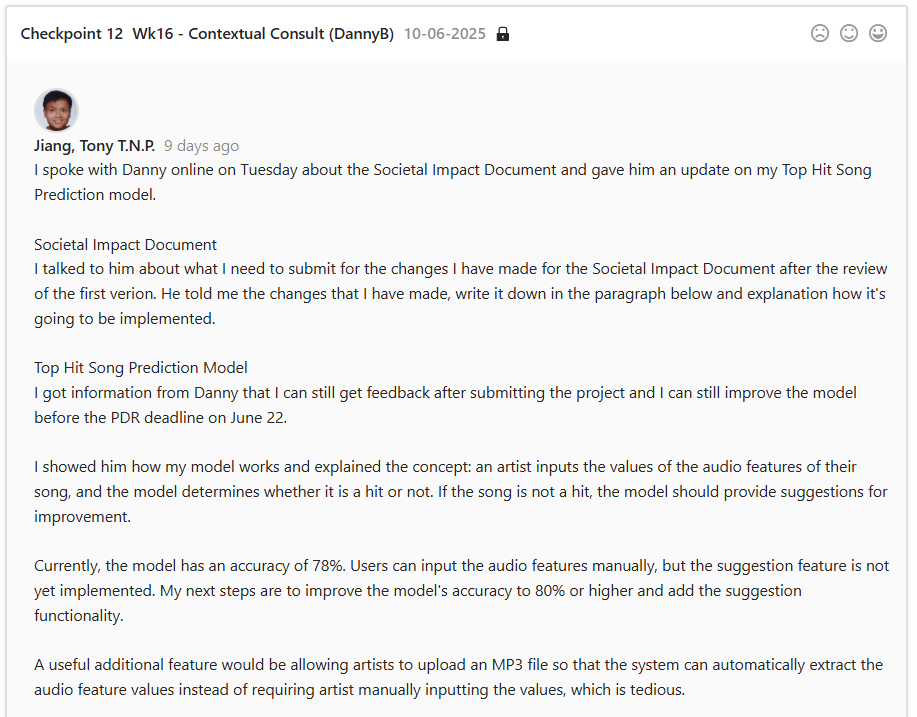 Checkpoint 12 Wk16 - Contextual Consult (DannyB) 10-06-2025
Jiang, Tony T.N.P. 9 days ago
I spoke with Danny online on Tuesday about the Societal Impact Document and gave him an update on my Top Hit Song
Prediction model.
Societal Impact Document
I talked to him about what I need to submit for the changes I have made for the Societal Impact Document after the review
of the first verion. He told me the changes that I have made, write it down in the paragraph below and explanation how it's
going to be implemented.
Top Hit Song Prediction Model
I got information from Danny that I can still get feedback after submitting the project and I can still improve the model
before the PDR deadline on June 22.
I showed him how my model works and explained the concept: an artist inputs the values of the audio features of their
song, and the model determines whether it is a hit or not. If the song is not a hit, the model should provide suggestions for
improvement.
Currently, the model has an accuracy of 78%. Users can input the audio features manually, but the suggestion feature is not
yet implemented. My next steps are to improve the model's accuracy to 80% or higher and add the suggestion
functionality.
A useful additional feature would be allowing artists to upload an MP3 file so that the system can automatically extract the
audio feature values instead of requiring artist manually inputting the values, which is tedious.